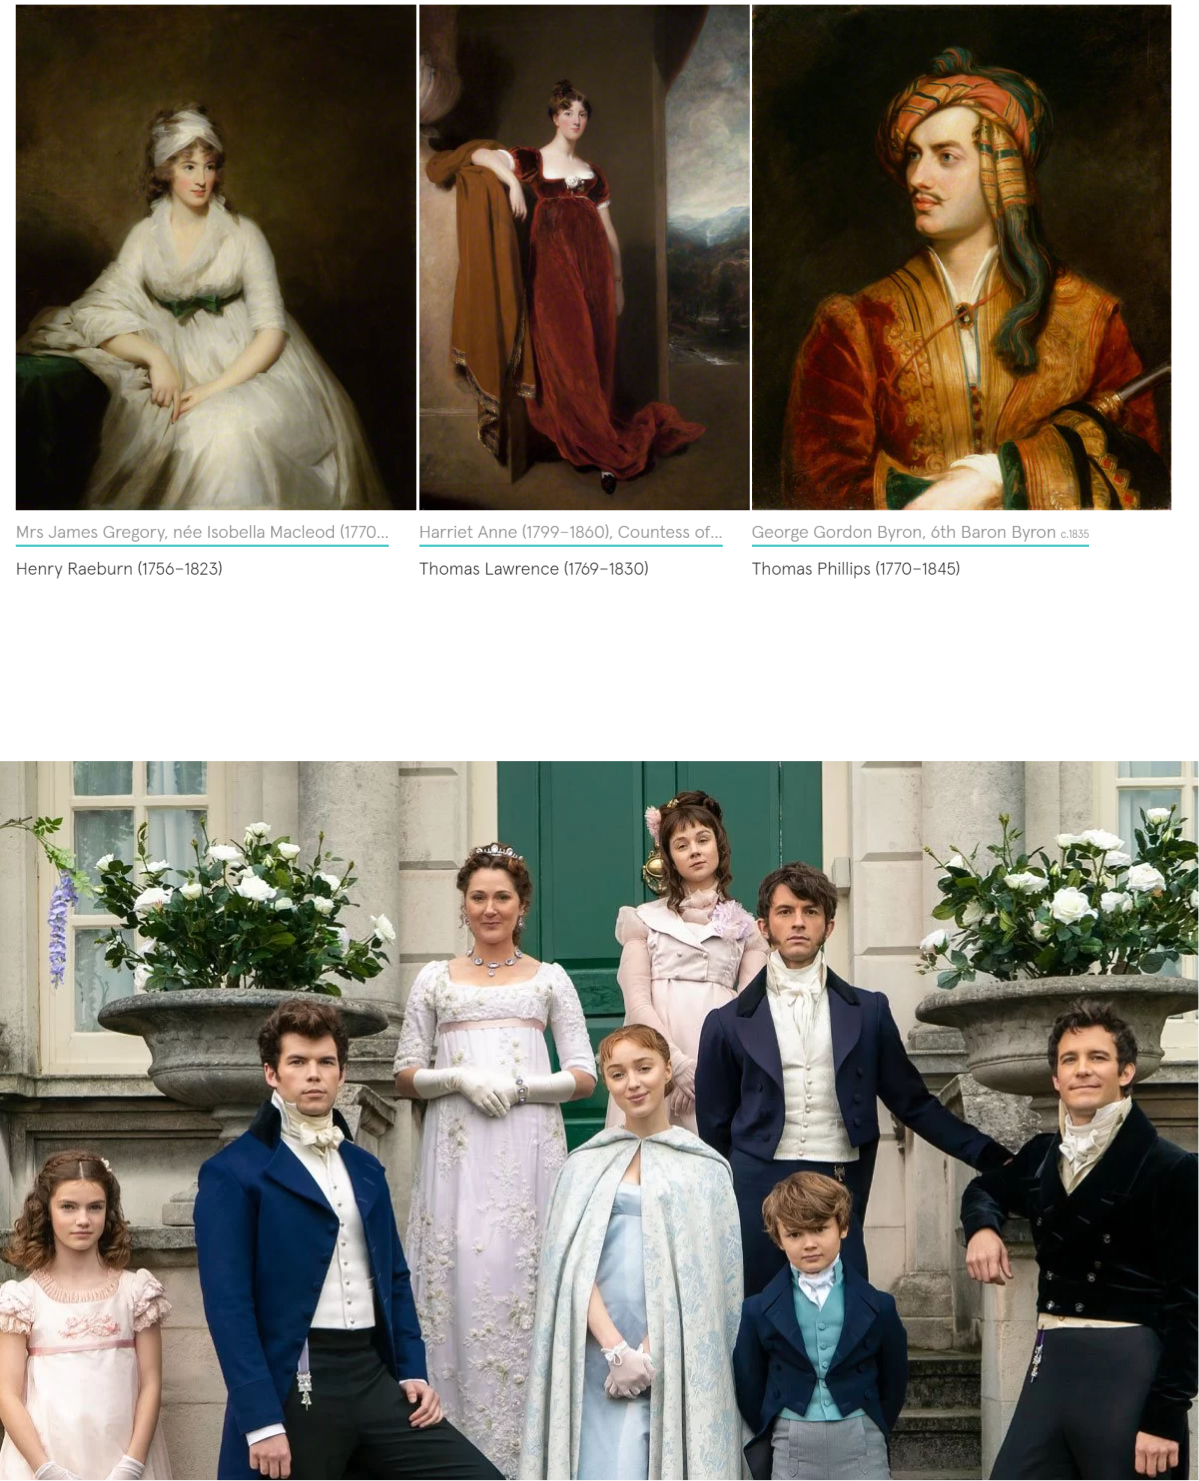 Mrs James Gregory, née Isobella Macleod (1770...
Henry Raeburn (1756–1823)
Harriet Anne (1799–1860), Countess of...
Thomas Lawrence (1769–1830)
George Gordon Byron, 6th Baron Byron c.1835
Thomas Phillips (1770–1845)